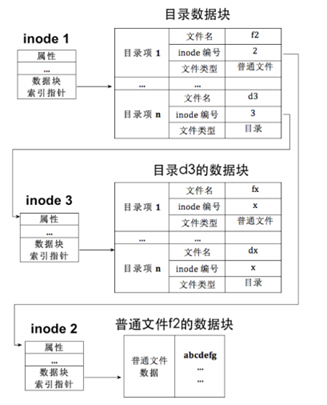 目录数据块
inode 1
属性
...
数据块
索引指针
目录项 1
文件名
f2
inode 编号
2
文件类型
普通文件
...
...
目录项 n
文件名
d3
inode 编号
3
文件类型
目录
目录d3的数据块
inode 3
属性
...
数据块
索引指针
目录项 1
文件名
fx
inode 编号
x
文件类型
普通文件
...
...
目录项 n
文件名
dx
inode 编号
x
文件类型
目录
inode 2
普通文件f2的数据块
属性
...
数据块
索引指针
普通文件
数据
abcdefg
...
...